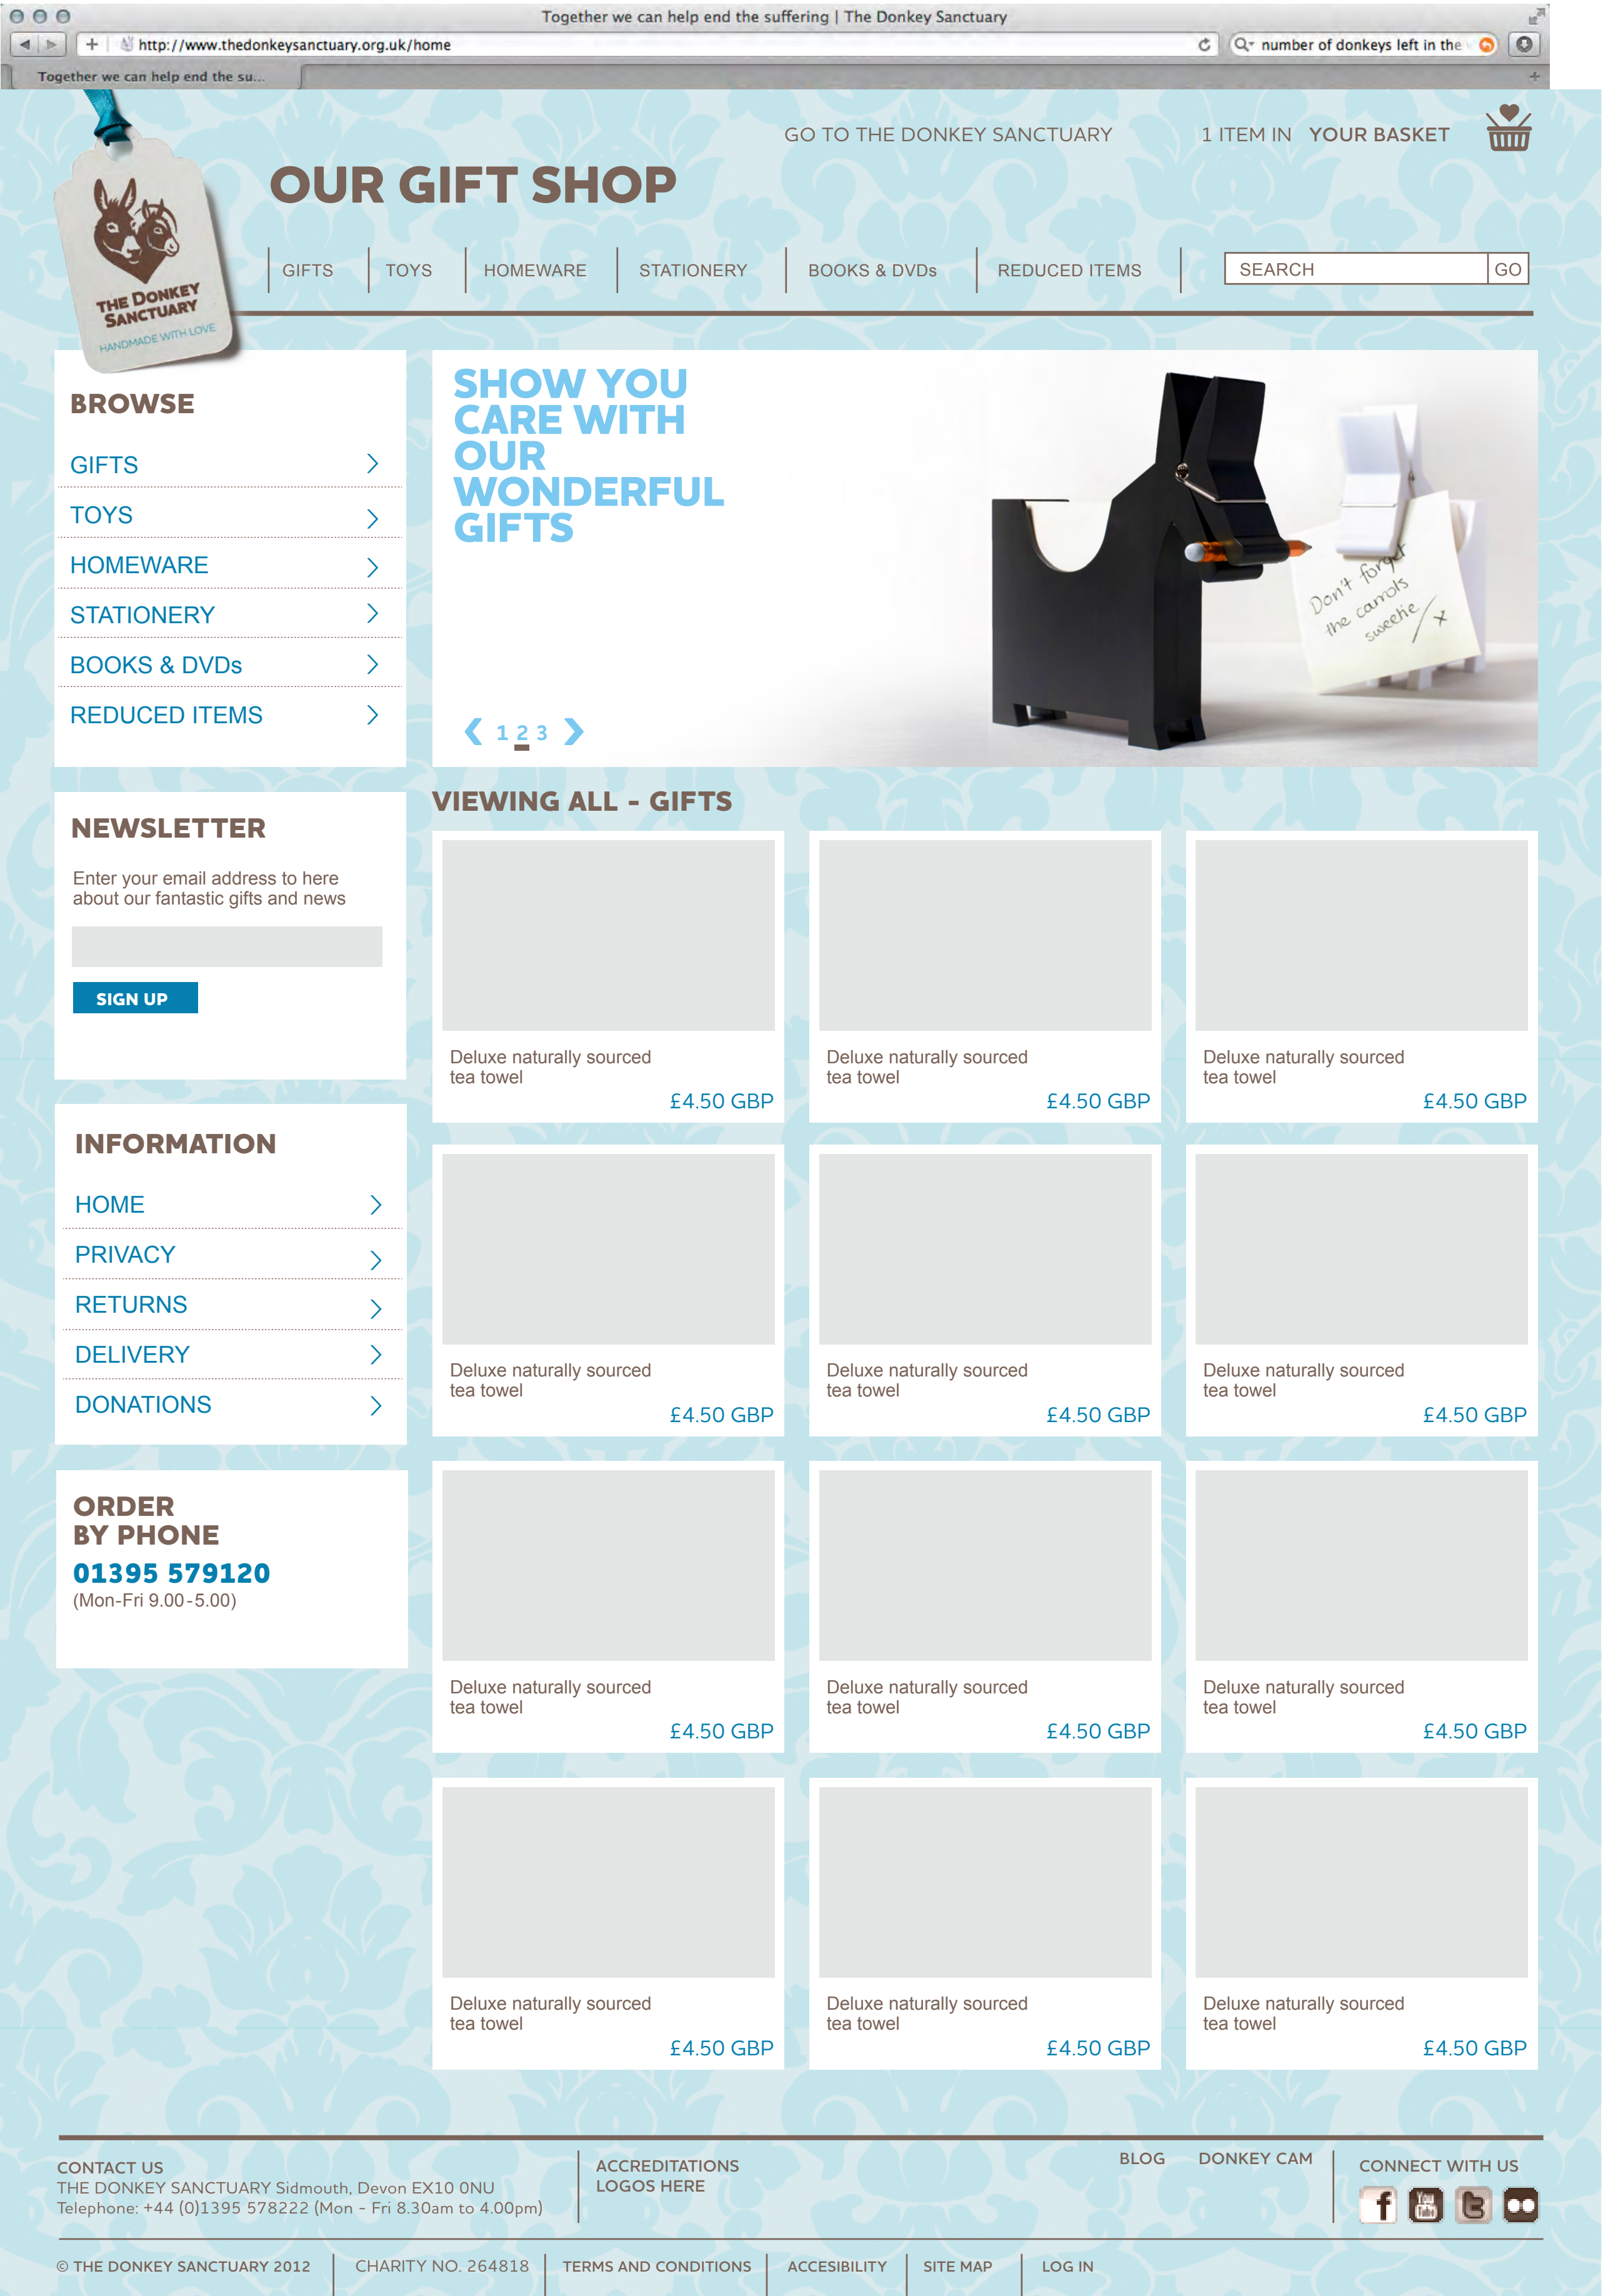 Together we can help end the suffering | The Donkey Sanctuary
http://www.thedonkeysanctuary.org.uk/home
number of donkeys left in the
Together we can help end the su...
GO TO THE DONKEY SANCTUARY
1 ITEM IN YOUR BASKET
OUR GIFT SHOP
THE DONKEY
SANCTUARY
HANDMADE WITH LOVE
GIFTS
TOYS
HOMEWARE
STATIONERY
BOOKS & DVDs
REDUCED ITEMS
SEARCH
GO
BROWSE
GIFTS
TOYS
HOMEWARE
STATIONERY
BOOKS & DVDs
REDUCED ITEMS
SHOW YOU
CARE WITH
OUR
WONDERFUL
GIFTS
Don't forget
the carrots
sweetie / x
1 2 3
NEWSLETTER
Enter your email address to here
about our fantastic gifts and news
SIGN UP
INFORMATION
HOME
PRIVACY
RETURNS
DELIVERY
DONATIONS
ORDER
BY PHONE
01395 579120
(Mon-Fri 9.00-5.00)
VIEWING ALL - GIFTS
Deluxe naturally sourced
tea towel
£4.50 GBP
Deluxe naturally sourced
tea towel
£4.50 GBP
Deluxe naturally sourced
tea towel
£4.50 GBP
Deluxe naturally sourced
tea towel
£4.50 GBP
Deluxe naturally sourced
tea towel
£4.50 GBP
Deluxe naturally sourced
tea towel
£4.50 GBP
Deluxe naturally sourced
tea towel
£4.50 GBP
Deluxe naturally sourced
tea towel
£4.50 GBP
Deluxe naturally sourced
tea towel
£4.50 GBP
Deluxe naturally sourced
tea towel
£4.50 GBP
Deluxe naturally sourced
tea towel
£4.50 GBP
Deluxe naturally sourced
tea towel
£4.50 GBP
CONTACT US
THE DONKEY SANCTUARY Sidmouth, Devon EX10 0NU
Telephone: +44 (0)1395 578222 (Mon - Fri 8.30am to 4.00pm)
ACCREDITATIONS
LOGOS HERE
BLOG
DONKEY CAM
CONNECT WITH US
f
You
Tube
t
© THE DONKEY SANCTUARY 2012
CHARITY NO. 264818
TERMS AND CONDITIONS
ACCESIBILITY
SITE MAP
LOG IN